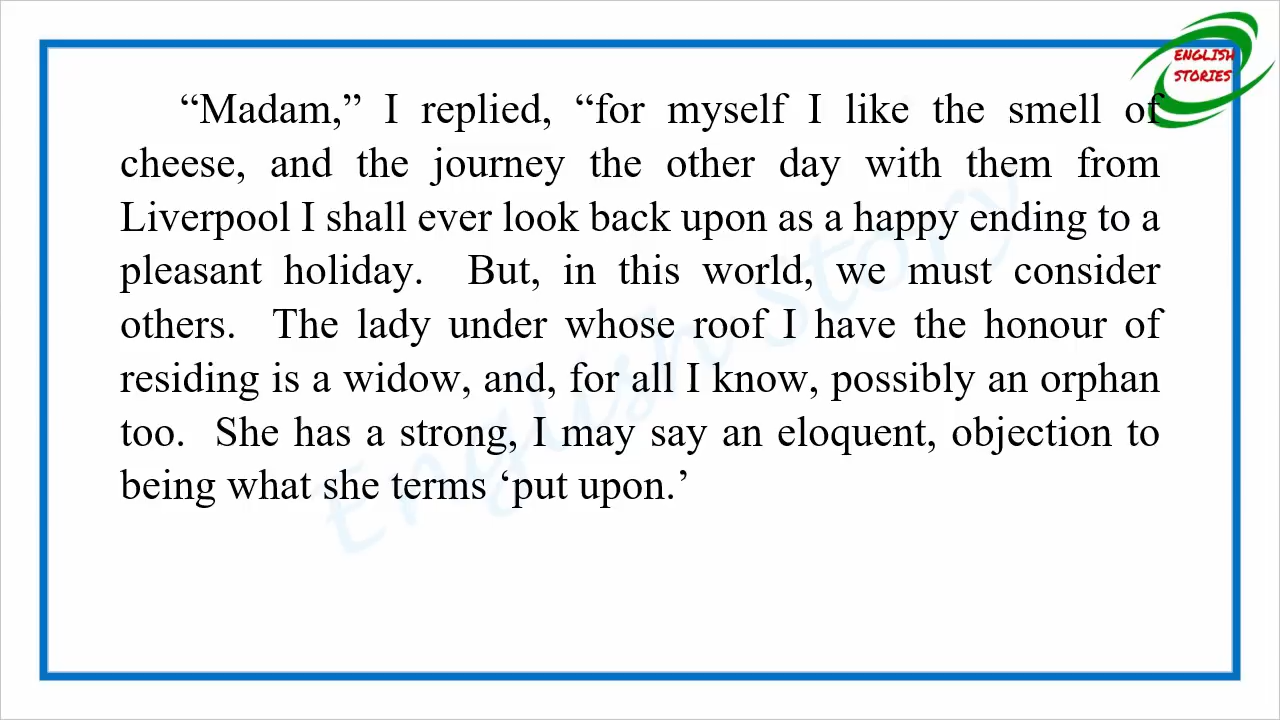 ENGLISH
STORIES
“Madam,” I replied, “for myself I like the smell of
cheese, and the journey the other day with them from
Liverpool I shall ever look back upon as a happy ending to a
pleasant holiday.  But, in this world, we must consider
others.  The lady under whose roof I have the honour of
residing is a widow, and, for all I know, possibly an orphan
too.  She has a strong, I may say an eloquent, objection to
being what she terms ‘put upon.’
English story